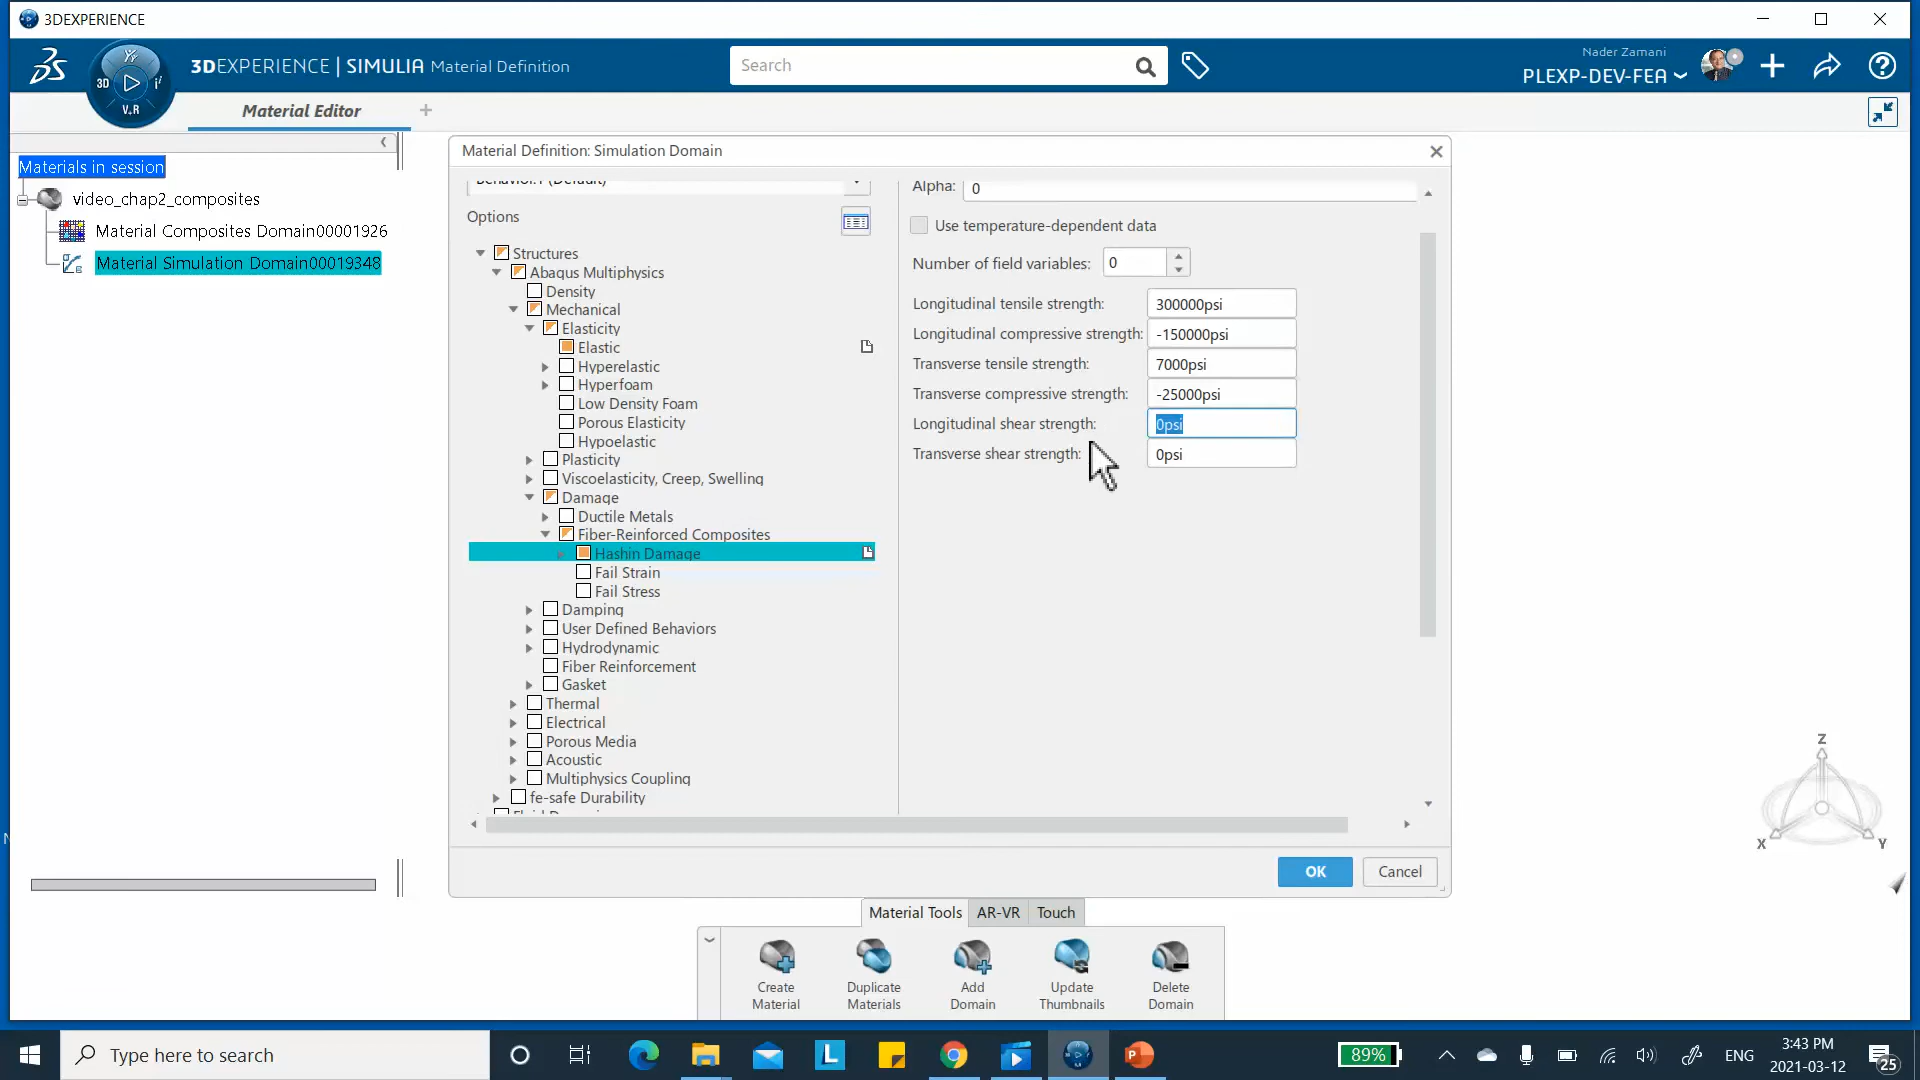 3DEXPERIENCE
3DEXPERIENCE | SIMULIA Material Definition
Search
Nader Zamani
PLEXP-DEV-FEA
3D
V.R
Material Editor
Materials in session
video_chap2_composites
Material Composites Domain00001926
Material Simulation Domain00019348
Material Definition: Simulation Domain
Behavior.1 (Default)
Options
Structures
Abaqus Multiphysics
Density
Mechanical
Elasticity
Elastic
Hyperelastic
Hyperfoam
Low Density Foam
Porous Elasticity
Hypoelastic
Plasticity
Viscoelasticity, Creep, Swelling
Damage
Ductile Metals
Fiber-Reinforced Composites
Hashin Damage
Fail Strain
Fail Stress
Damping
User Defined Behaviors
Hydrodynamic
Fiber Reinforcement
Gasket
Thermal
Electrical
Porous Media
Acoustic
Multiphysics Coupling
fe-safe Durability
Alpha: 0
Use temperature-dependent data
Number of field variables: 0
Longitudinal tensile strength: 300000psi
Longitudinal compressive strength: -150000psi
Transverse tensile strength: 7000psi
Transverse compressive strength: -25000psi
Longitudinal shear strength: 0psi
Transverse shear strength: 0psi
OK Cancel
Z
X
Y
Material Tools AR-VR Touch
Create Material
Duplicate Materials
Add Domain
Update Thumbnails
Delete Domain
Type here to search
89%
ENG
3:43 PM
2021-03-12
25